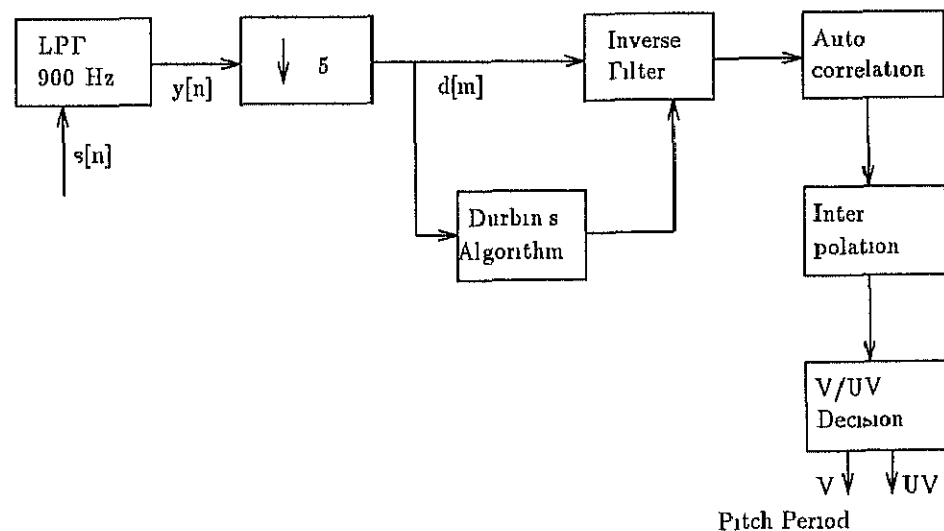 LPF
900 Hz
y[n]
s[n]
↓ 5
d[m]
Inverse
Filter
Auto
correlation
Durbin s
Algorithm
Inter
polation
V/UV
Decision
V
UV
Pitch Period